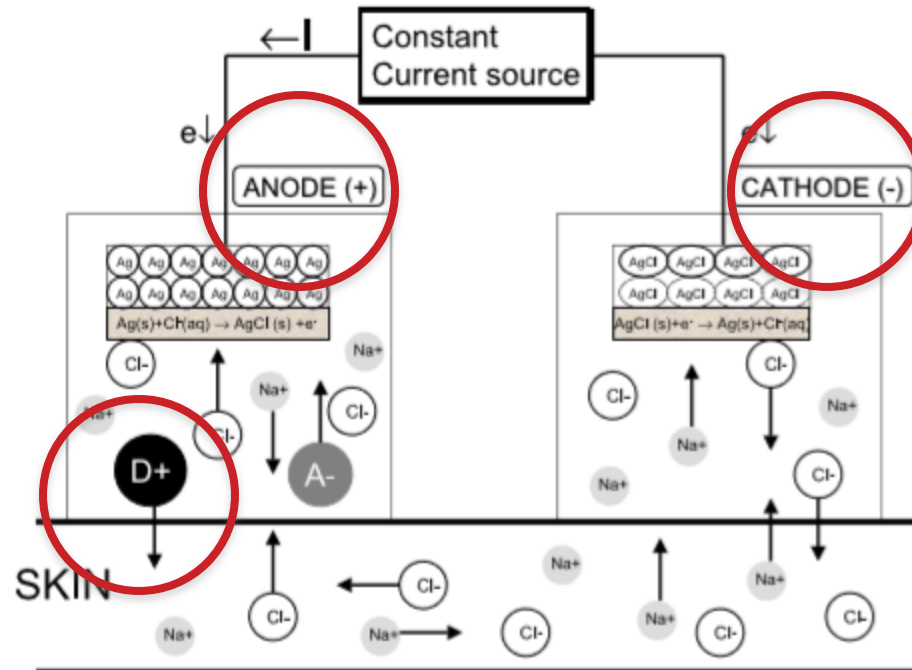 ←I
Constant
Current source
e↓
e↓
ANODE (+)
CATHODE (-)
Ag Ag Ag Ag Ag Ag Ag
AgCl AgCl AgCl AgCl
Ag Ag Ag Ag Ag Ag Ag
AgCl AgCl AgCl AgCl
Ag(s)+Cl-(aq) → AgCl (s) +e-
AgCl (s)+e- → Ag(s)+Cl-(aq)
Cl-
Na+
Cl-
Na+
Cl-
Cl-
Na+
Na+
Cl-
Na+
D+
A-
Cl-
Na+
SKIN
Cl-
Na+
Na+
Cl-
Na+
Na+
Cl-
Na+
Cl-
Cl-